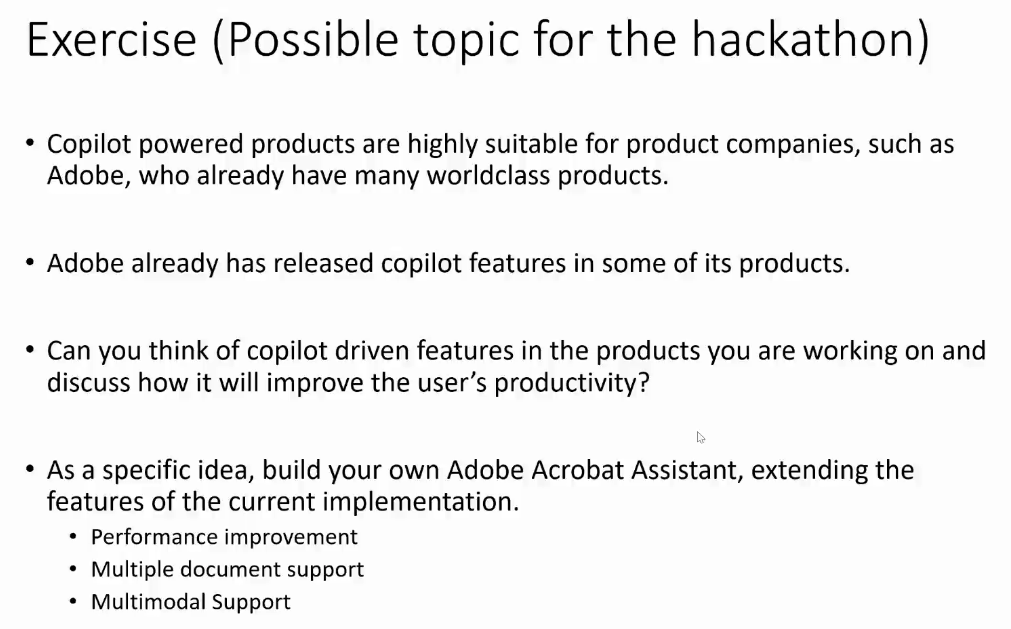 Exercise (Possible topic for the hackathon)
• Copilot powered products are highly suitable for product companies, such as
Adobe, who already have many worldclass products.
• Adobe already has released copilot features in some of its products.
• Can you think of copilot driven features in the products you are working on and
discuss how it will improve the user’s productivity?
• As a specific idea, build your own Adobe Acrobat Assistant, extending the
features of the current implementation.
• Performance improvement
• Multiple document support
• Multimodal Support